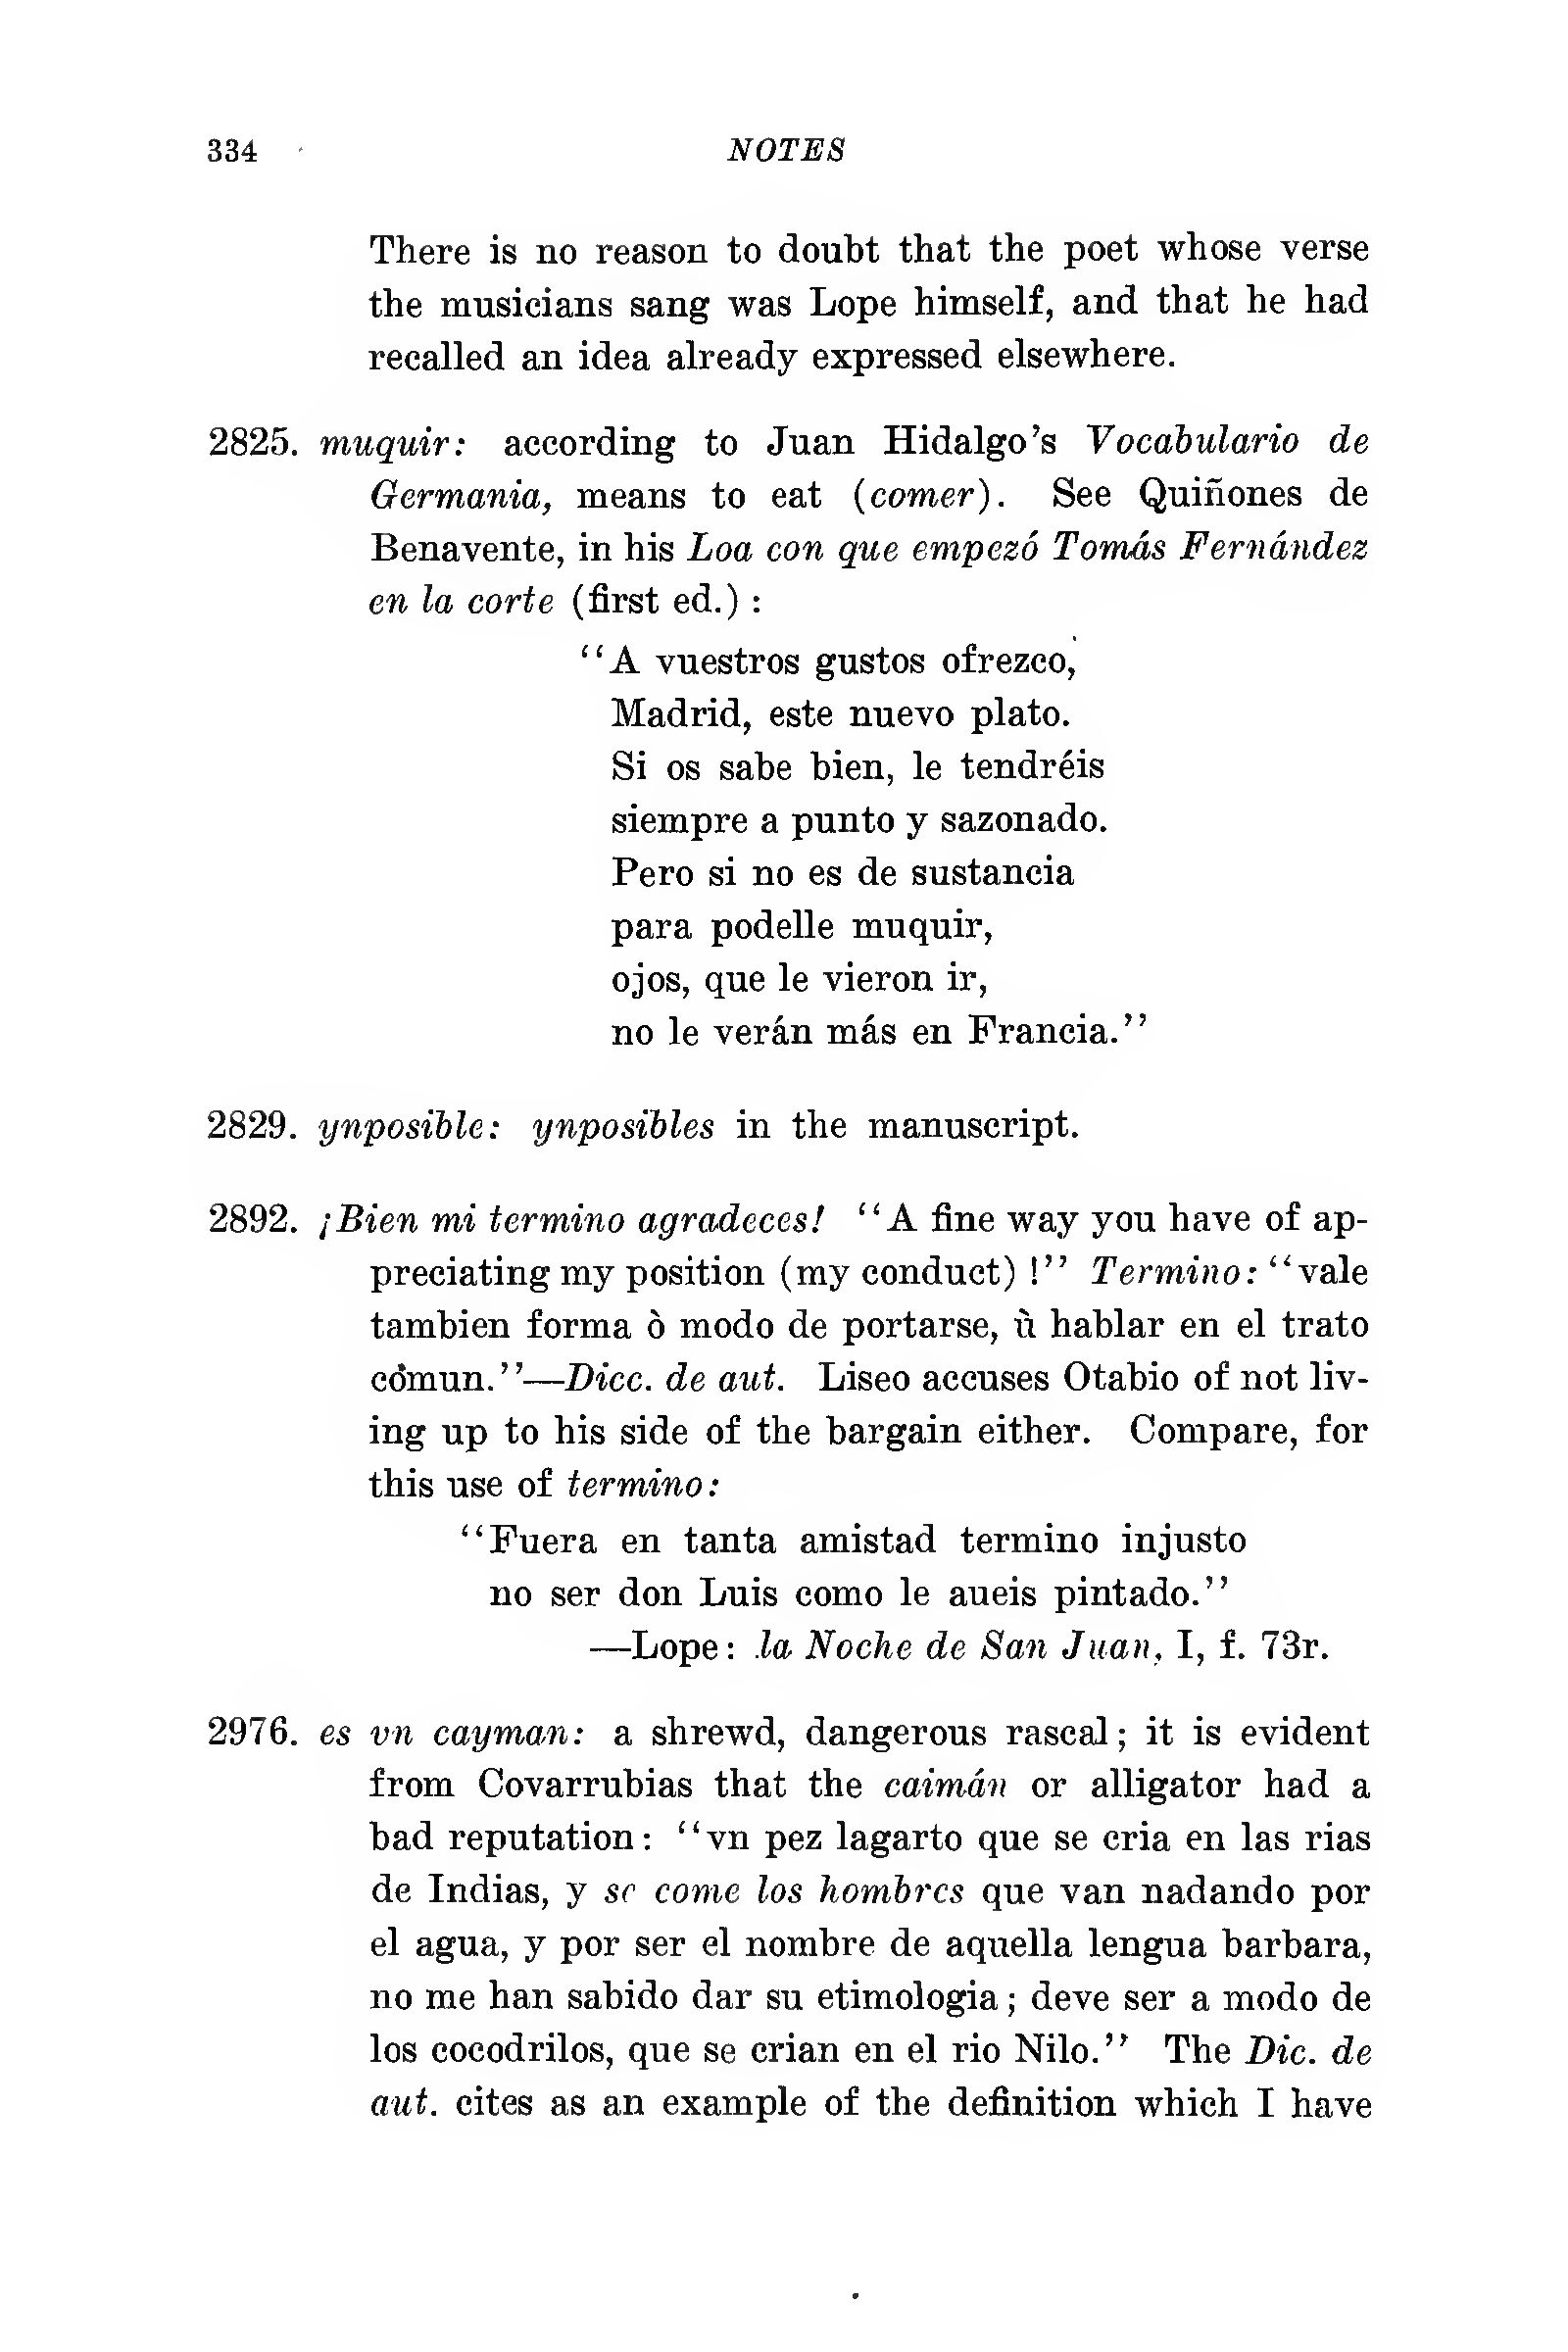 334 NOTES
There is no reason to doubt that the poet whose verse
the musicians sang was Lope himself, and that he had
recalled an idea already expressed elsewhere.
2825. muquir: according to Juan Hidalgo's Vocabulario de
Germania, means to eat (comer). See Quiñones de
Benavente, in his Loa con que empezó Tomás Fernández
en la corte (first ed.) :
"A vuestros gustos ofrezco,
Madrid, este nuevo plato.
Si os sabe bien, le tendréis
siempre a punto y sazonado.
Pero si no es de sustancia
para podelle muquir,
ojos, que le vieron ir,
no le verán más en Francia."
2829. ynposible: ynposibles in the manuscript.
2892. ¡Bien mi termino agradeces! "A fine way you have of ap-
preciating my position (my conduct) !" Termino: "vale
tambien forma ò modo de portarse, ù hablar en el trato
còmun."—Dicc. de aut. Liseo accuses Otabio of not liv-
ing up to his side of the bargain either. Compare, for
this use of termino:
"Fuera en tanta amistad termino injusto
no ser don Luis como le aueis pintado."
—Lope: la Noche de San Juan, I, f. 73r.
2976. es vn cayman: a shrewd, dangerous rascal; it is evident
from Covarrubias that the caimán or alligator had a
bad reputation: "vn pez lagarto que se cria en las rias
de Indias, y se come los hombres que van nadando por
el agua, y por ser el nombre de aquella lengua barbara,
no me han sabido dar su etimologia; deve ser a modo de
los cocodrilos, que se crian en el rio Nilo." The Dic. de
aut. cites as an example of the definition which I have